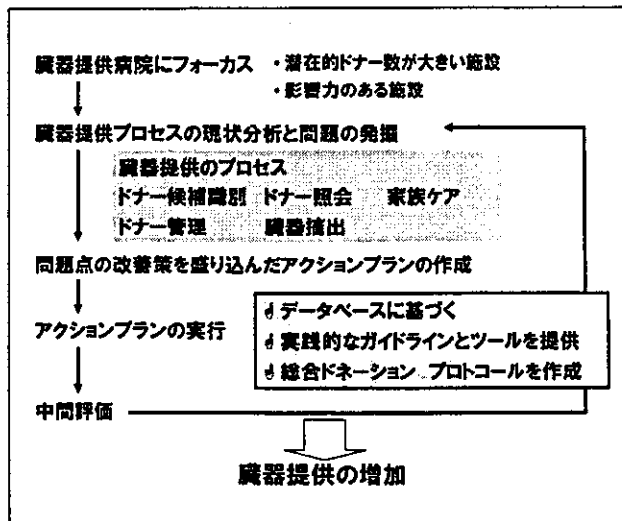 臓器提供病院にフォーカス ・潜在的ドナー数が大きい施設
・影響力のある施設
臓器提供プロセスの現状分析と問題の発掘
臓器提供のプロセス
ドナー候補識別 ドナー照会 家族ケア
ドナー管理 臓器摘出
問題点の改善策を盛り込んだアクションプランの作成
データベースに基づく
アクションプランの実行
実践的なガイドラインとツールを提供
総合ドネーション プロトコールを作成
中間評価
臓器提供の増加